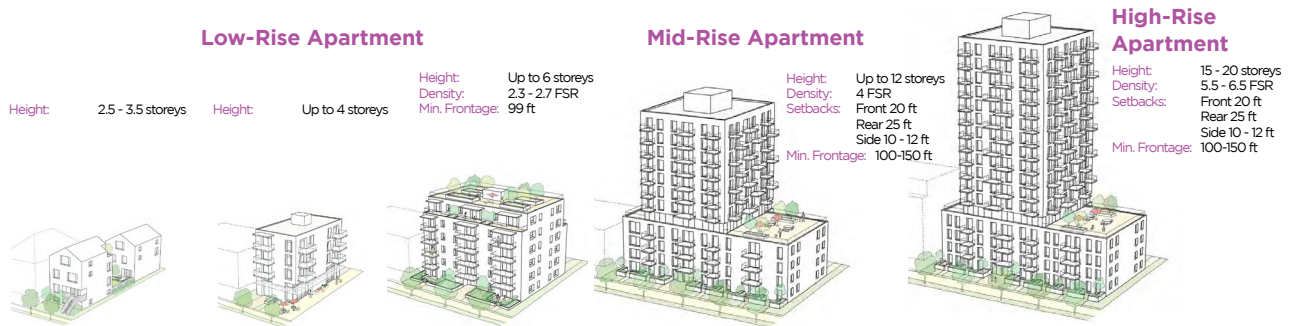 Low-Rise Apartment
Height: 2.5 - 3.5 storeys
Height: Up to 4 storeys
Height: Up to 6 storeys
Density: 2.3 - 2.7 FSR
Min. Frontage: 99 ft
Mid-Rise Apartment
Height: Up to 12 storeys
Density: 4 FSR
Setbacks: Front 20 ft
Rear 25 ft
Side 10 - 12 ft
Min. Frontage: 100-150 ft
High-Rise
Apartment
Height: 15 - 20 storeys
Density: 5.5 - 6.5 FSR
Setbacks: Front 20 ft
Rear 25 ft
Side 10 - 12 ft
Min. Frontage: 100-150 ft